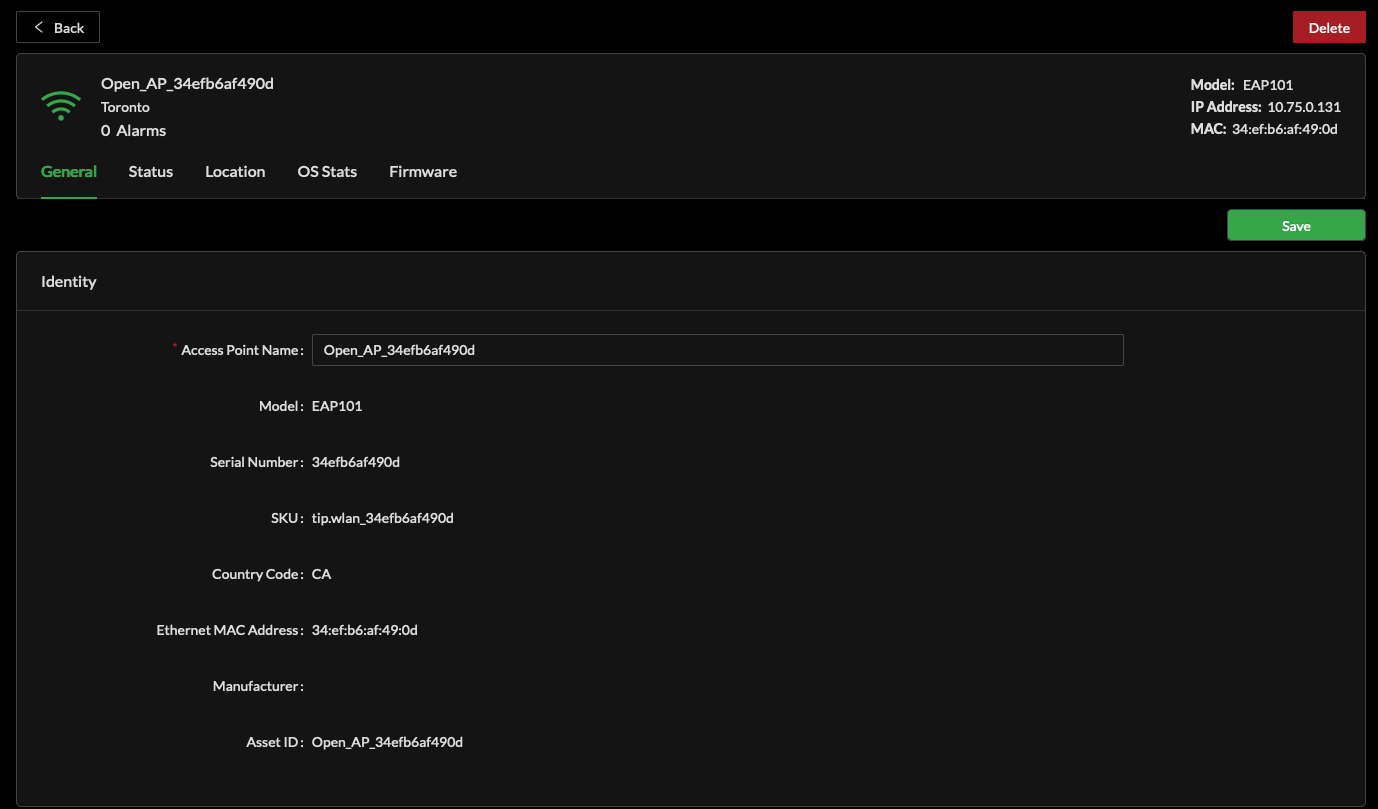 Back
Delete
Open_AP_34efb6af490d
Toronto
0 Alarms
Model: EAP101
IP Address: 10.75.0.131
MAC: 34:ef:b6:af:49:0d
General Status Location OS Stats Firmware
Save
Identity
* Access Point Name: Open_AP_34efb6af490d
Model: EAP101
Serial Number: 34efb6af490d
SKU: tip.wlan_34efb6af490d
Country Code: CA
Ethernet MAC Address: 34:ef:b6:af:49:0d
Manufacturer:
Asset ID: Open_AP_34efb6af490d